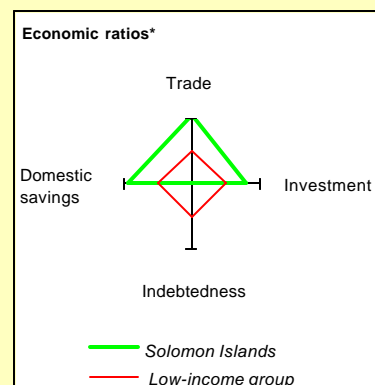 Economic ratios*
Trade
Domestic
savings
Investment
Indebtedness
Solomon Islands
Low-income group